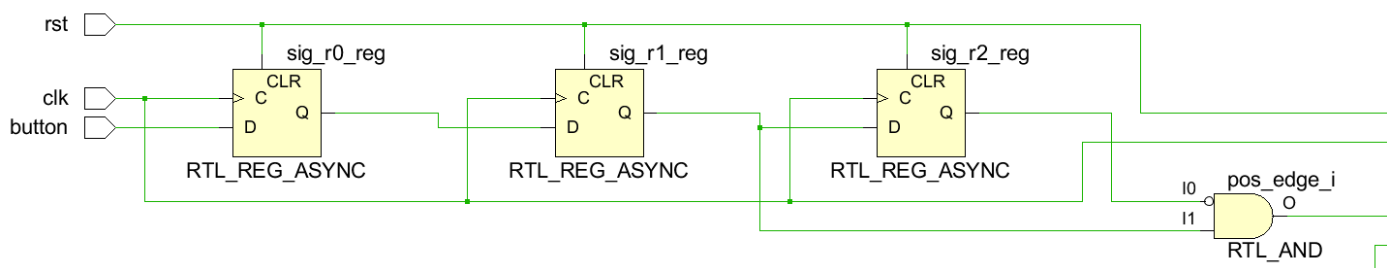 rst
sig_r0_reg
sig_r1_reg
sig_r2_reg
CLR
CLR
CLR
clk
C
Q
C
Q
C
Q
button
D
D
D
RTL_REG_ASYNC
RTL_REG_ASYNC
RTL_REG_ASYNC
pos_edge_i
I0
O
I1
RTL_AND